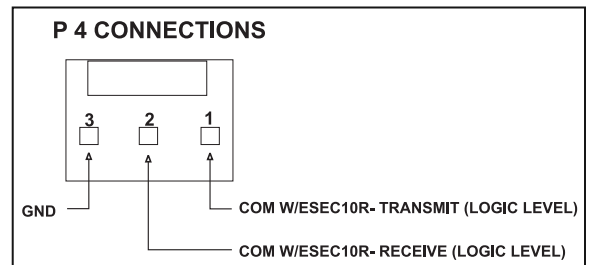 P 4 CONNECTIONS
3 2 1
GND
COM W/ESEC10R- TRANSMIT (LOGIC LEVEL)
COM W/ESEC10R- RECEIVE (LOGIC LEVEL)